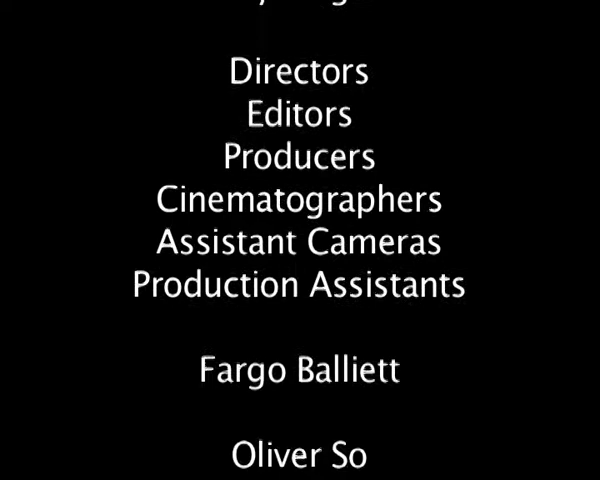 Directors
Editors
Producers
Cinematographers
Assistant Cameras
Production Assistants
Fargo Balliett
Oliver So